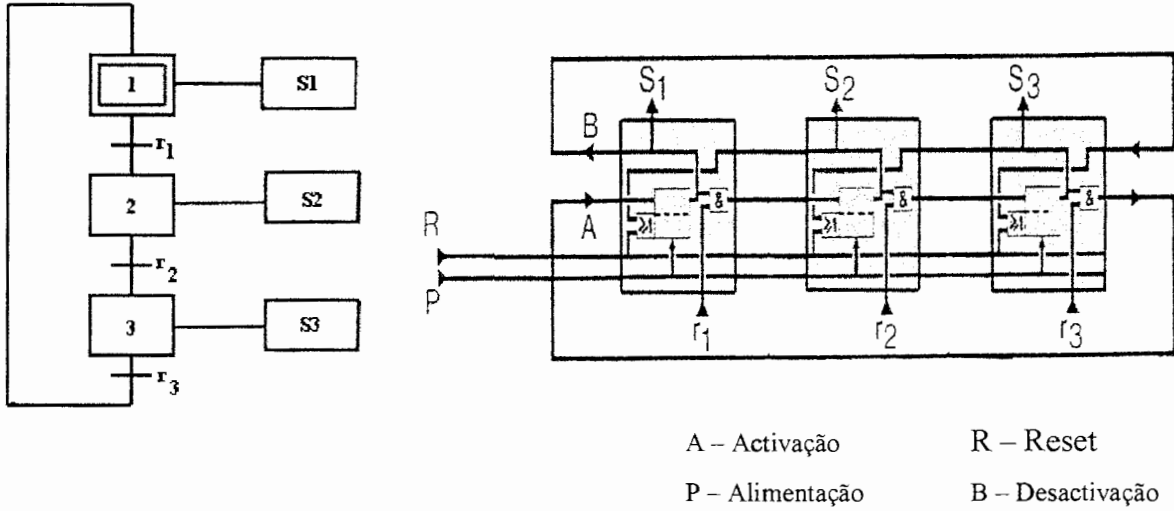 1
S1
r1
2
S2
r2
3
S3
r3
S1
S2
S3
B
A
&
&
&
≥1
≥1
≥1
R
P
r1
r2
r3
A – Activação
R – Reset
P – Alimentação
B – Desactivação